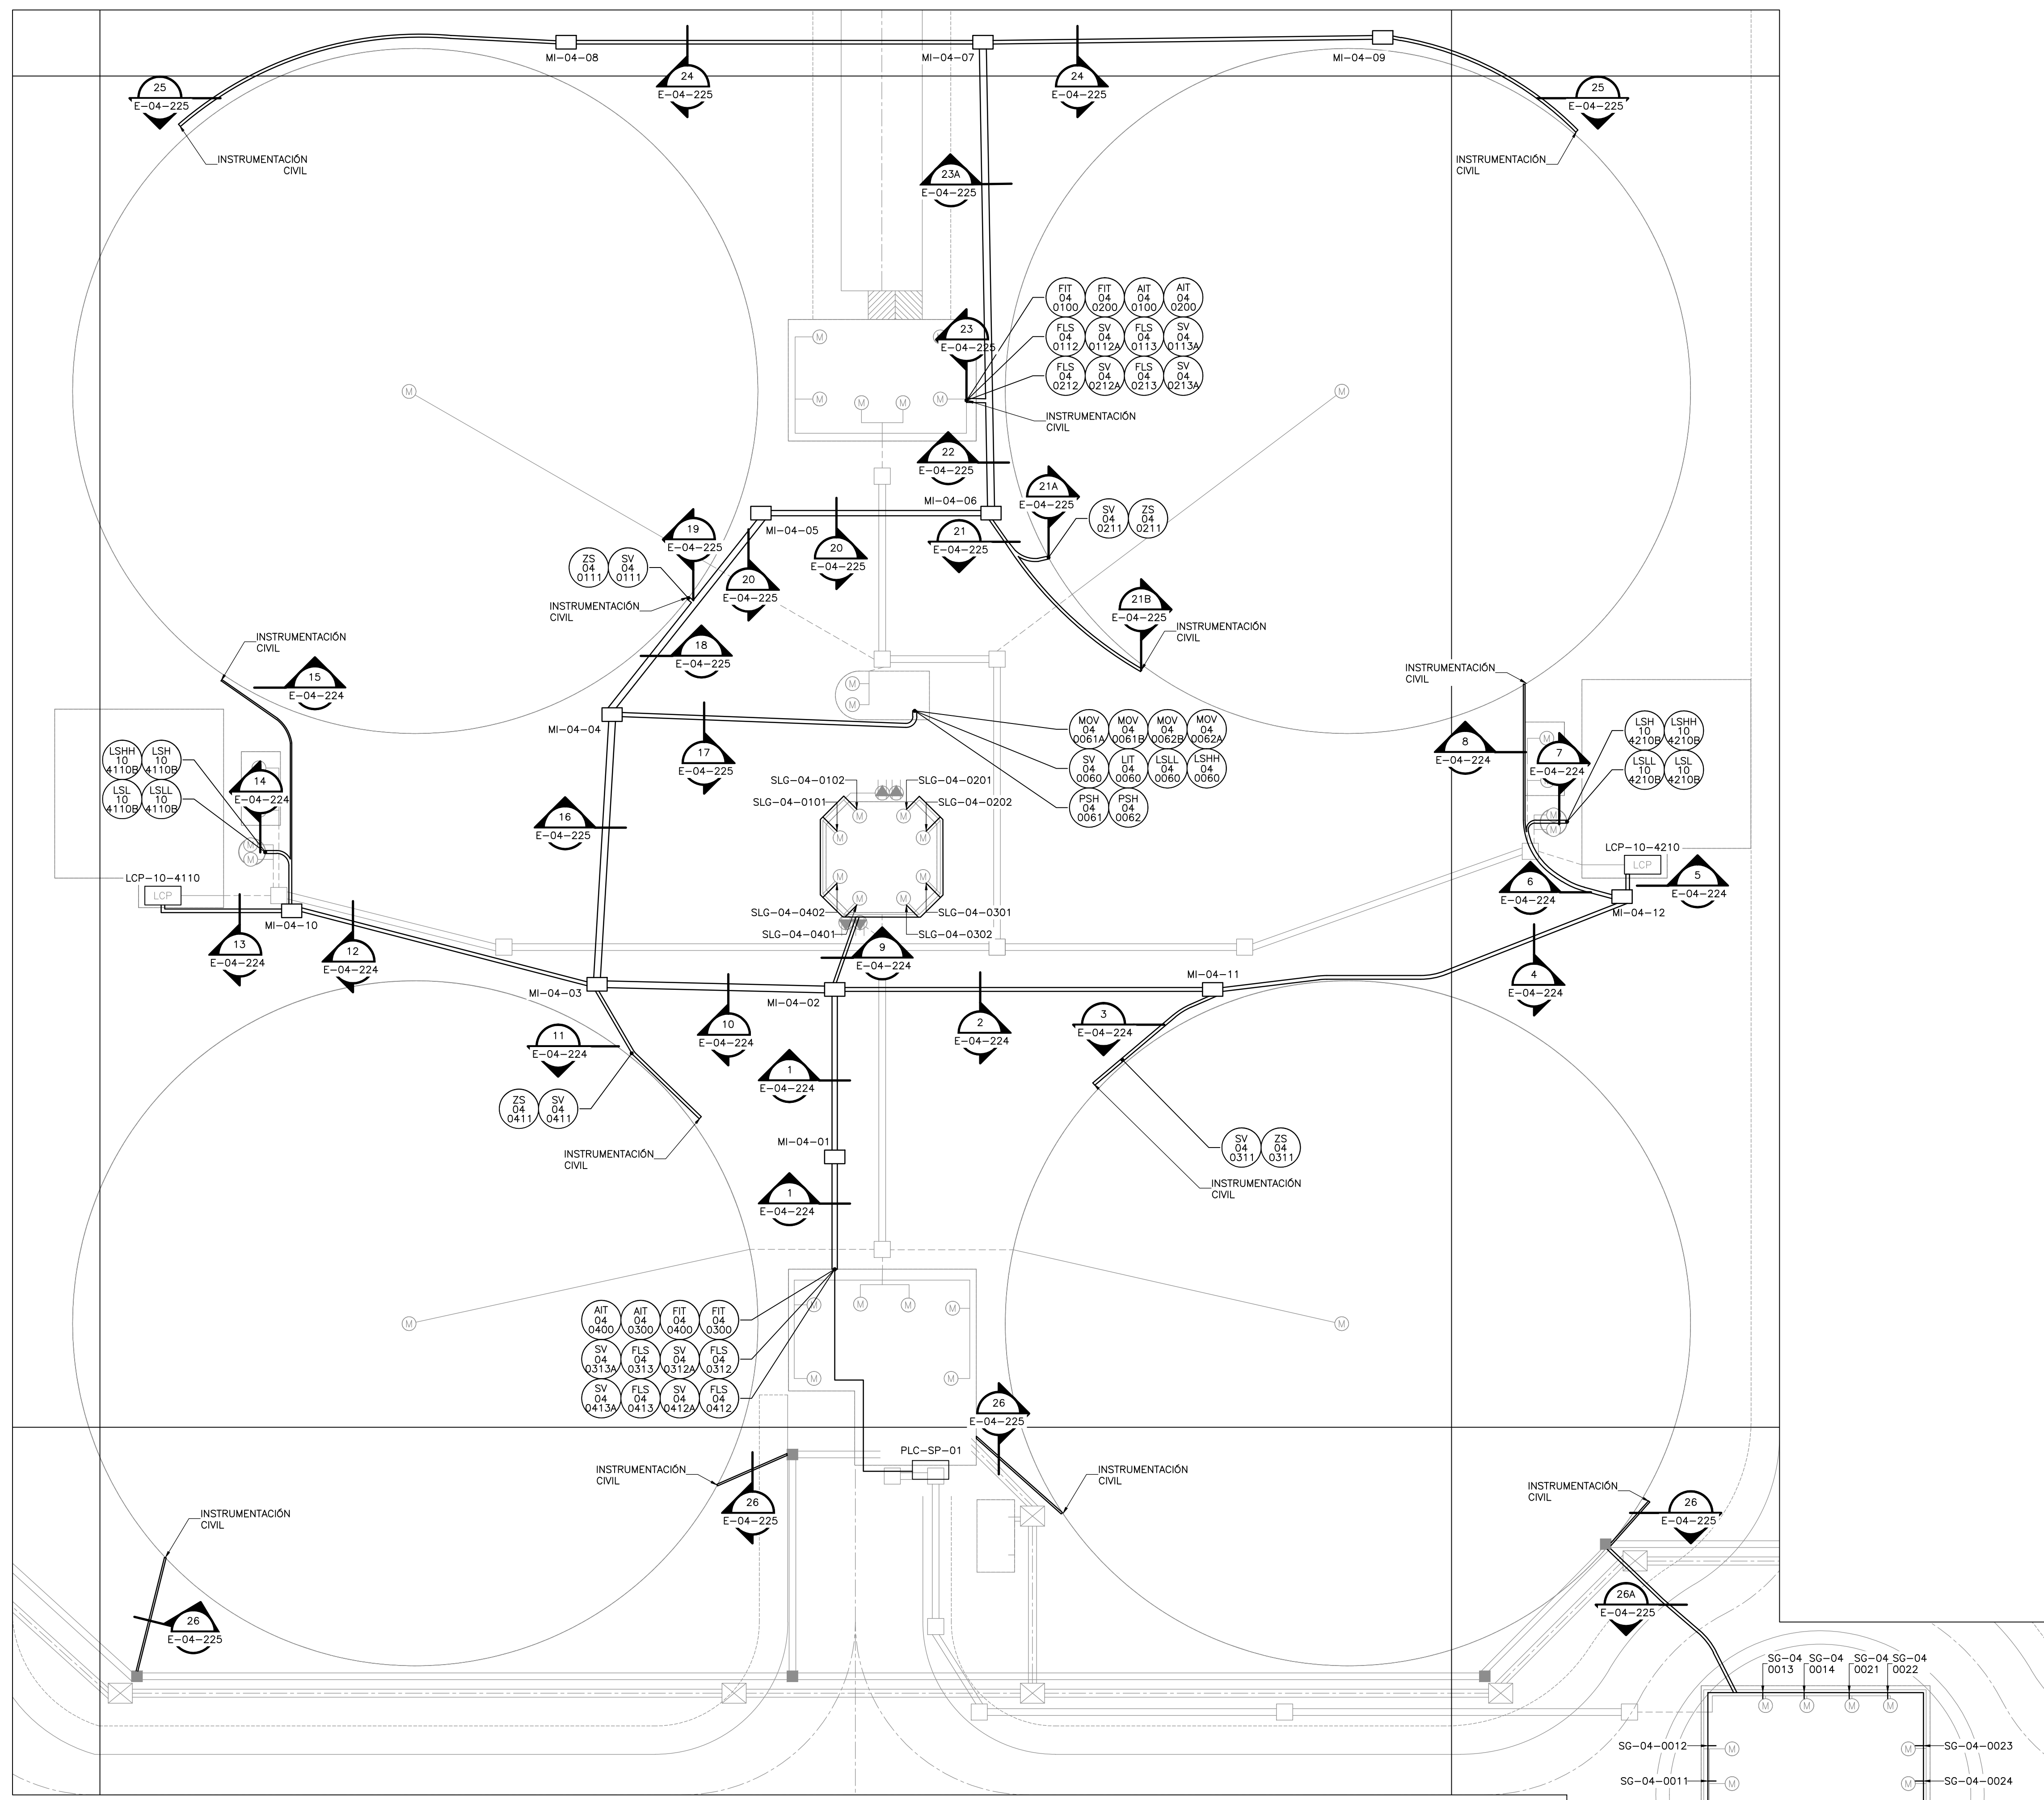 MI-04-08
MI-04-07
MI-04-09
24
E-04-225
24
E-04-225
25
E-04-225
25
E-04-225
INSTRUMENTACIÓN
CIVIL
INSTRUMENTACIÓN
CIVIL
23A
E-04-225
FIT
04
0100
FIT
04
0200
AIT
04
0100
AIT
04
0200
FLS
04
0112
SV
04
0112A
FLS
04
0113
SV
04
0113A
FLS
04
0212
SV
04
0212A
FLS
04
0213
SV
04
0213A
23
E-04-225
M
M
M
M
M
M
M
M
INSTRUMENTACIÓN
CIVIL
22
E-04-225
MI-04-06
21A
E-04-225
SV
04
0211
ZS
04
0211
MI-04-05
19
E-04-225
20
E-04-225
21
E-04-225
20
E-04-225
ZS
04
0111
SV
04
0111
INSTRUMENTACIÓN
CIVIL
21B
E-04-225
INSTRUMENTACIÓN
CIVIL
18
E-04-225
INSTRUMENTACIÓN
CIVIL
15
E-04-224
INSTRUMENTACIÓN
CIVIL
M
M
MI-04-04
17
E-04-225
MOV
04
0061A
MOV
04
0061B
MOV
04
0062B
MOV
04
0062A
SV
04
0060
LIT
04
0060
LSLL
04
0060
LSHH
04
0060
PSH
04
0061
PSH
04
0062
8
E-04-224
7
E-04-224
LSH
10
4210B
LSHH
10
4210B
LSLL
10
4210B
LSL
10
4210B
LSHH
10
4110B
LSH
10
4110B
LSL
10
4110B
LSLL
10
4110B
14
E-04-224
SLG-04-0102
SLG-04-0201
SLG-04-0101
SLG-04-0202
M
M
M
M
M
M
M
M
16
E-04-225
LCP-10-4110
LCP
LCP-10-4210
LCP
5
E-04-224
6
E-04-224
MI-04-12
SLG-04-0402
SLG-04-0301
SLG-04-0401
SLG-04-0302
MI-04-10
13
E-04-224
12
E-04-224
9
E-04-224
4
E-04-224
MI-04-03
MI-04-02
MI-04-11
10
E-04-224
2
E-04-224
3
E-04-224
11
E-04-224
1
E-04-224
ZS
04
0411
SV
04
0411
INSTRUMENTACIÓN
CIVIL
MI-04-01
SV
04
0311
ZS
04
0311
INSTRUMENTACIÓN
CIVIL
1
E-04-224
M
M
M
M
M
M
M
M
AIT
04
0400
AIT
04
0300
FIT
04
0400
FIT
04
0300
SV
04
0313A
FLS
04
0313
SV
04
0312A
FLS
04
0312
SV
04
0413A
FLS
04
0413
SV
04
0412A
FLS
04
0412
26
E-04-225
PLC-SP-01
INSTRUMENTACIÓN
CIVIL
INSTRUMENTACIÓN
CIVIL
26
E-04-225
INSTRUMENTACIÓN
CIVIL
26
E-04-225
INSTRUMENTACIÓN
CIVIL
26
E-04-225
26A
E-04-225
SG-04
0013
SG-04
0014
SG-04
0021
SG-04
0022
M
M
M
M
SG-04-0012
M
M
SG-04-0023
SG-04-0011
M
M
SG-04-0024